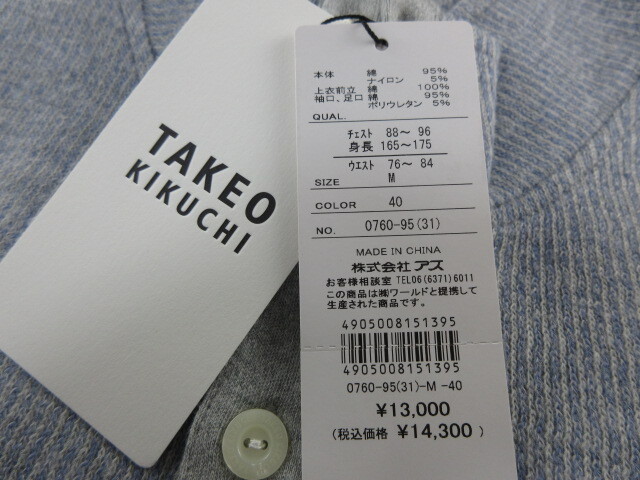 TAKEO
KIKUCHI
本体 綿 95%
ナイロン 5%
上衣前立 綿 100%
袖口、足口 綿 95%
ポリウレタン 5%
QUAL.
チェスト 88～ 96
身長 165～175
ウエスト 76～ 84
SIZE M
COLOR 40
NO. 0760-95(31)
MADE IN CHINA
株式会社 アズ
お客様相談室 TEL06(6371)6011
この商品は㈱ワールドと提携して
生産された商品です。
4905008151395
4905008151395
0760-95(31)-M -40
¥13,000
(税込価格 ¥14,300 )